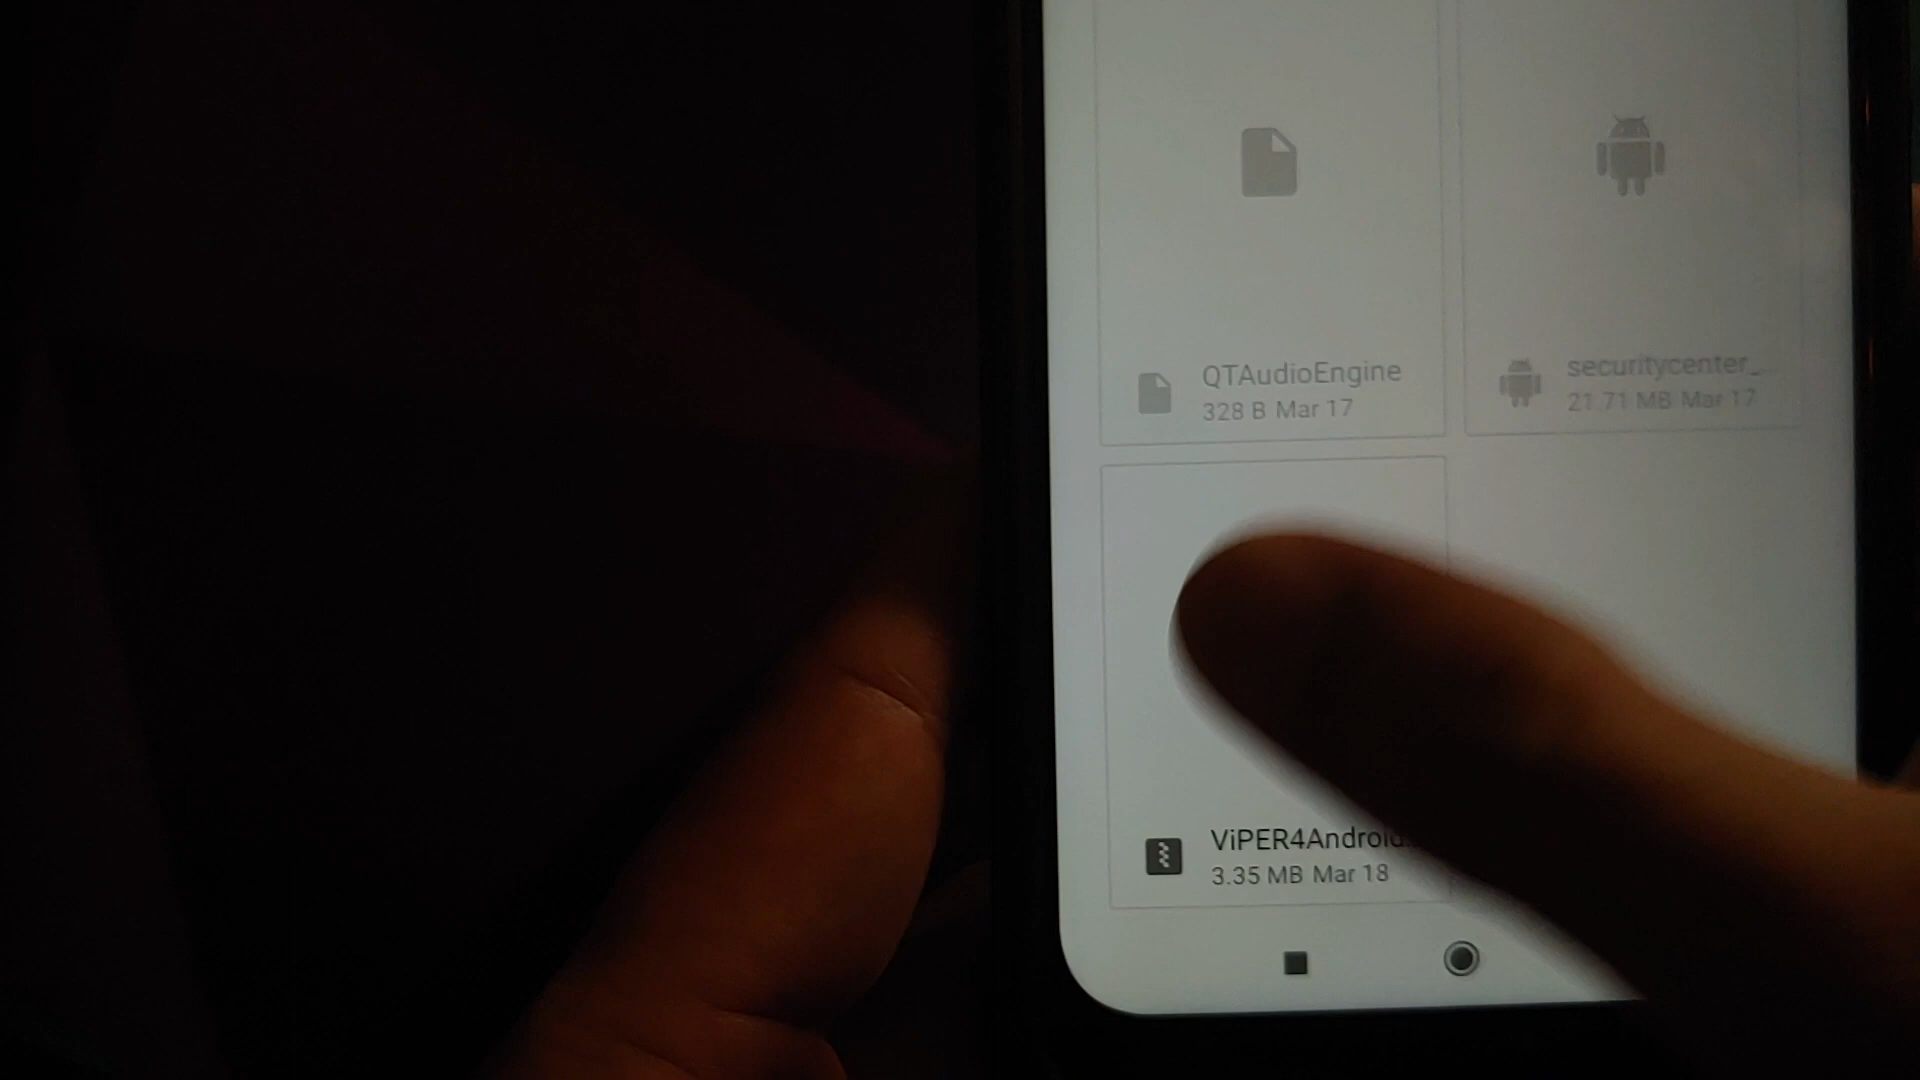 QTAudioEngine
328 B Mar 17
securitycenter_...
21.71 MB Mar 17
ViPER4Android
3.35 MB Mar 18